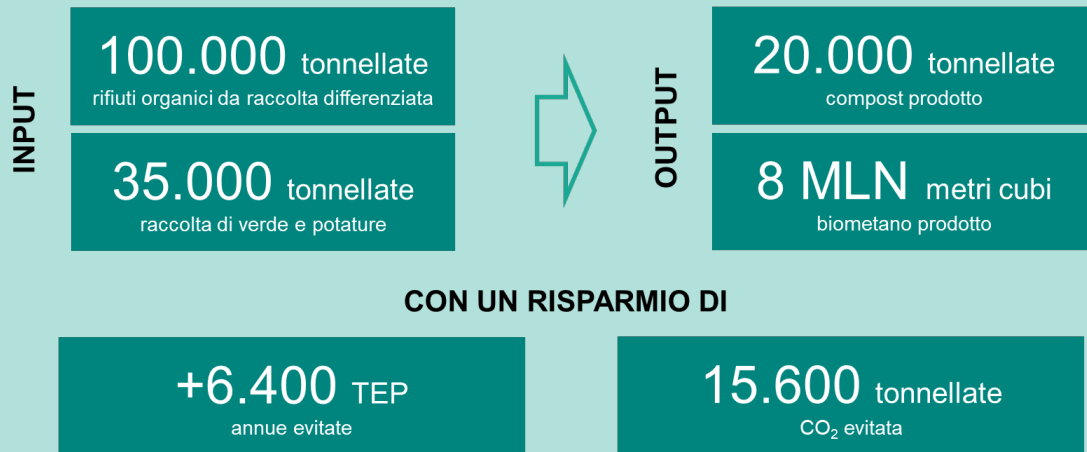 INPUT
100.000 tonnellate
rifiuti organici da raccolta differenziata
35.000 tonnellate
raccolta di verde e potature
OUTPUT
20.000 tonnellate
compost prodotto
8 MLN metri cubi
biometano prodotto
CON UN RISPARMIO DI
+6.400 TEP
annue evitate
15.600 tonnellate
CO₂ evitata